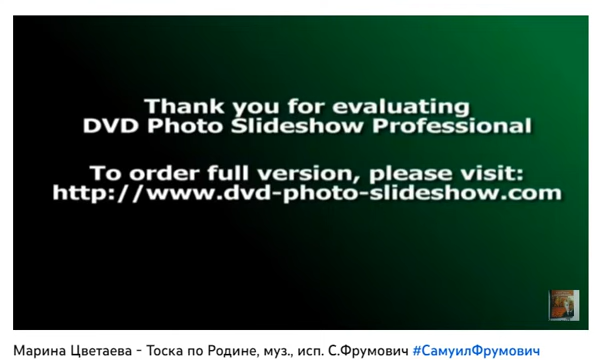 Thank you for evaluating
DVD Photo Slideshow Professional
To order full version, please visit:
http://www.dvd-photo-slideshow.com
Марина Цветаева - Тоска по Родине, муз., исп. С.Фрумович #СамуилФрумович